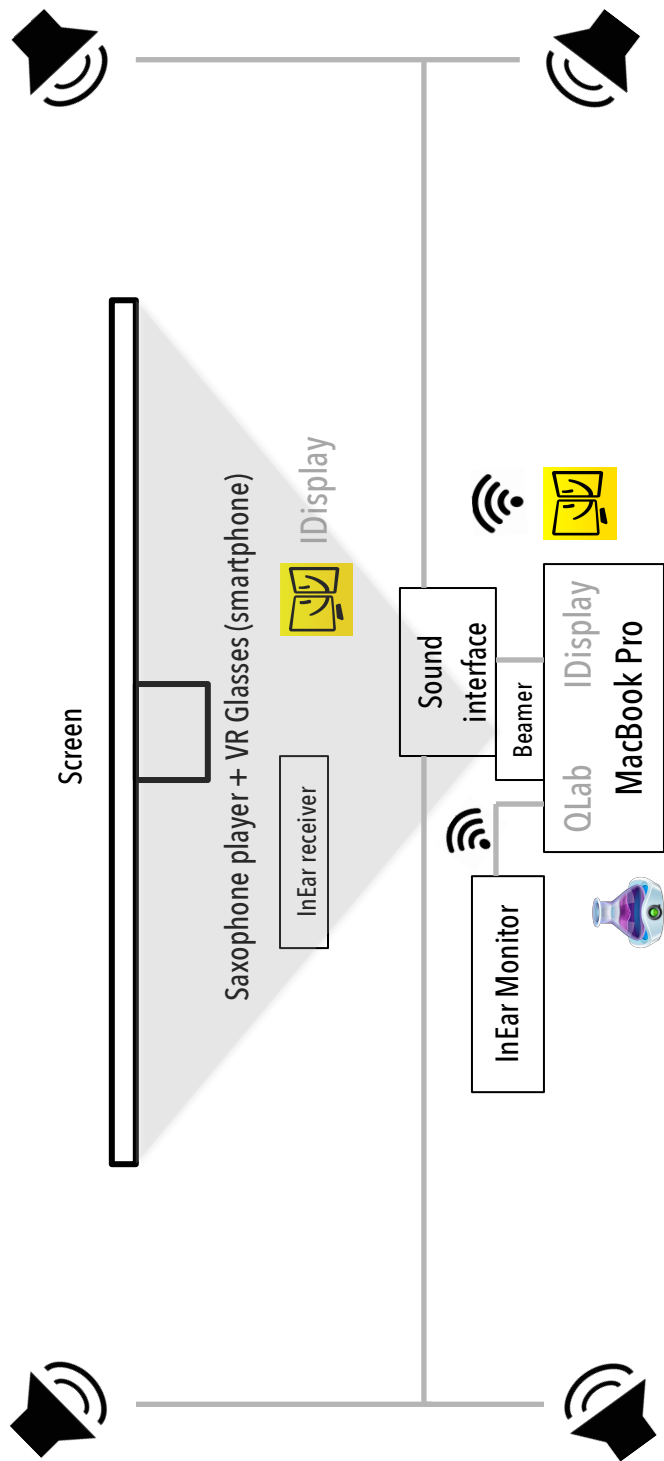 Screen
Saxophone player + VR Glasses (smartphone)
InEar receiver
IDisplay
Sound
interface
Beamer
InEar Monitor
QLab
IDisplay
MacBook Pro